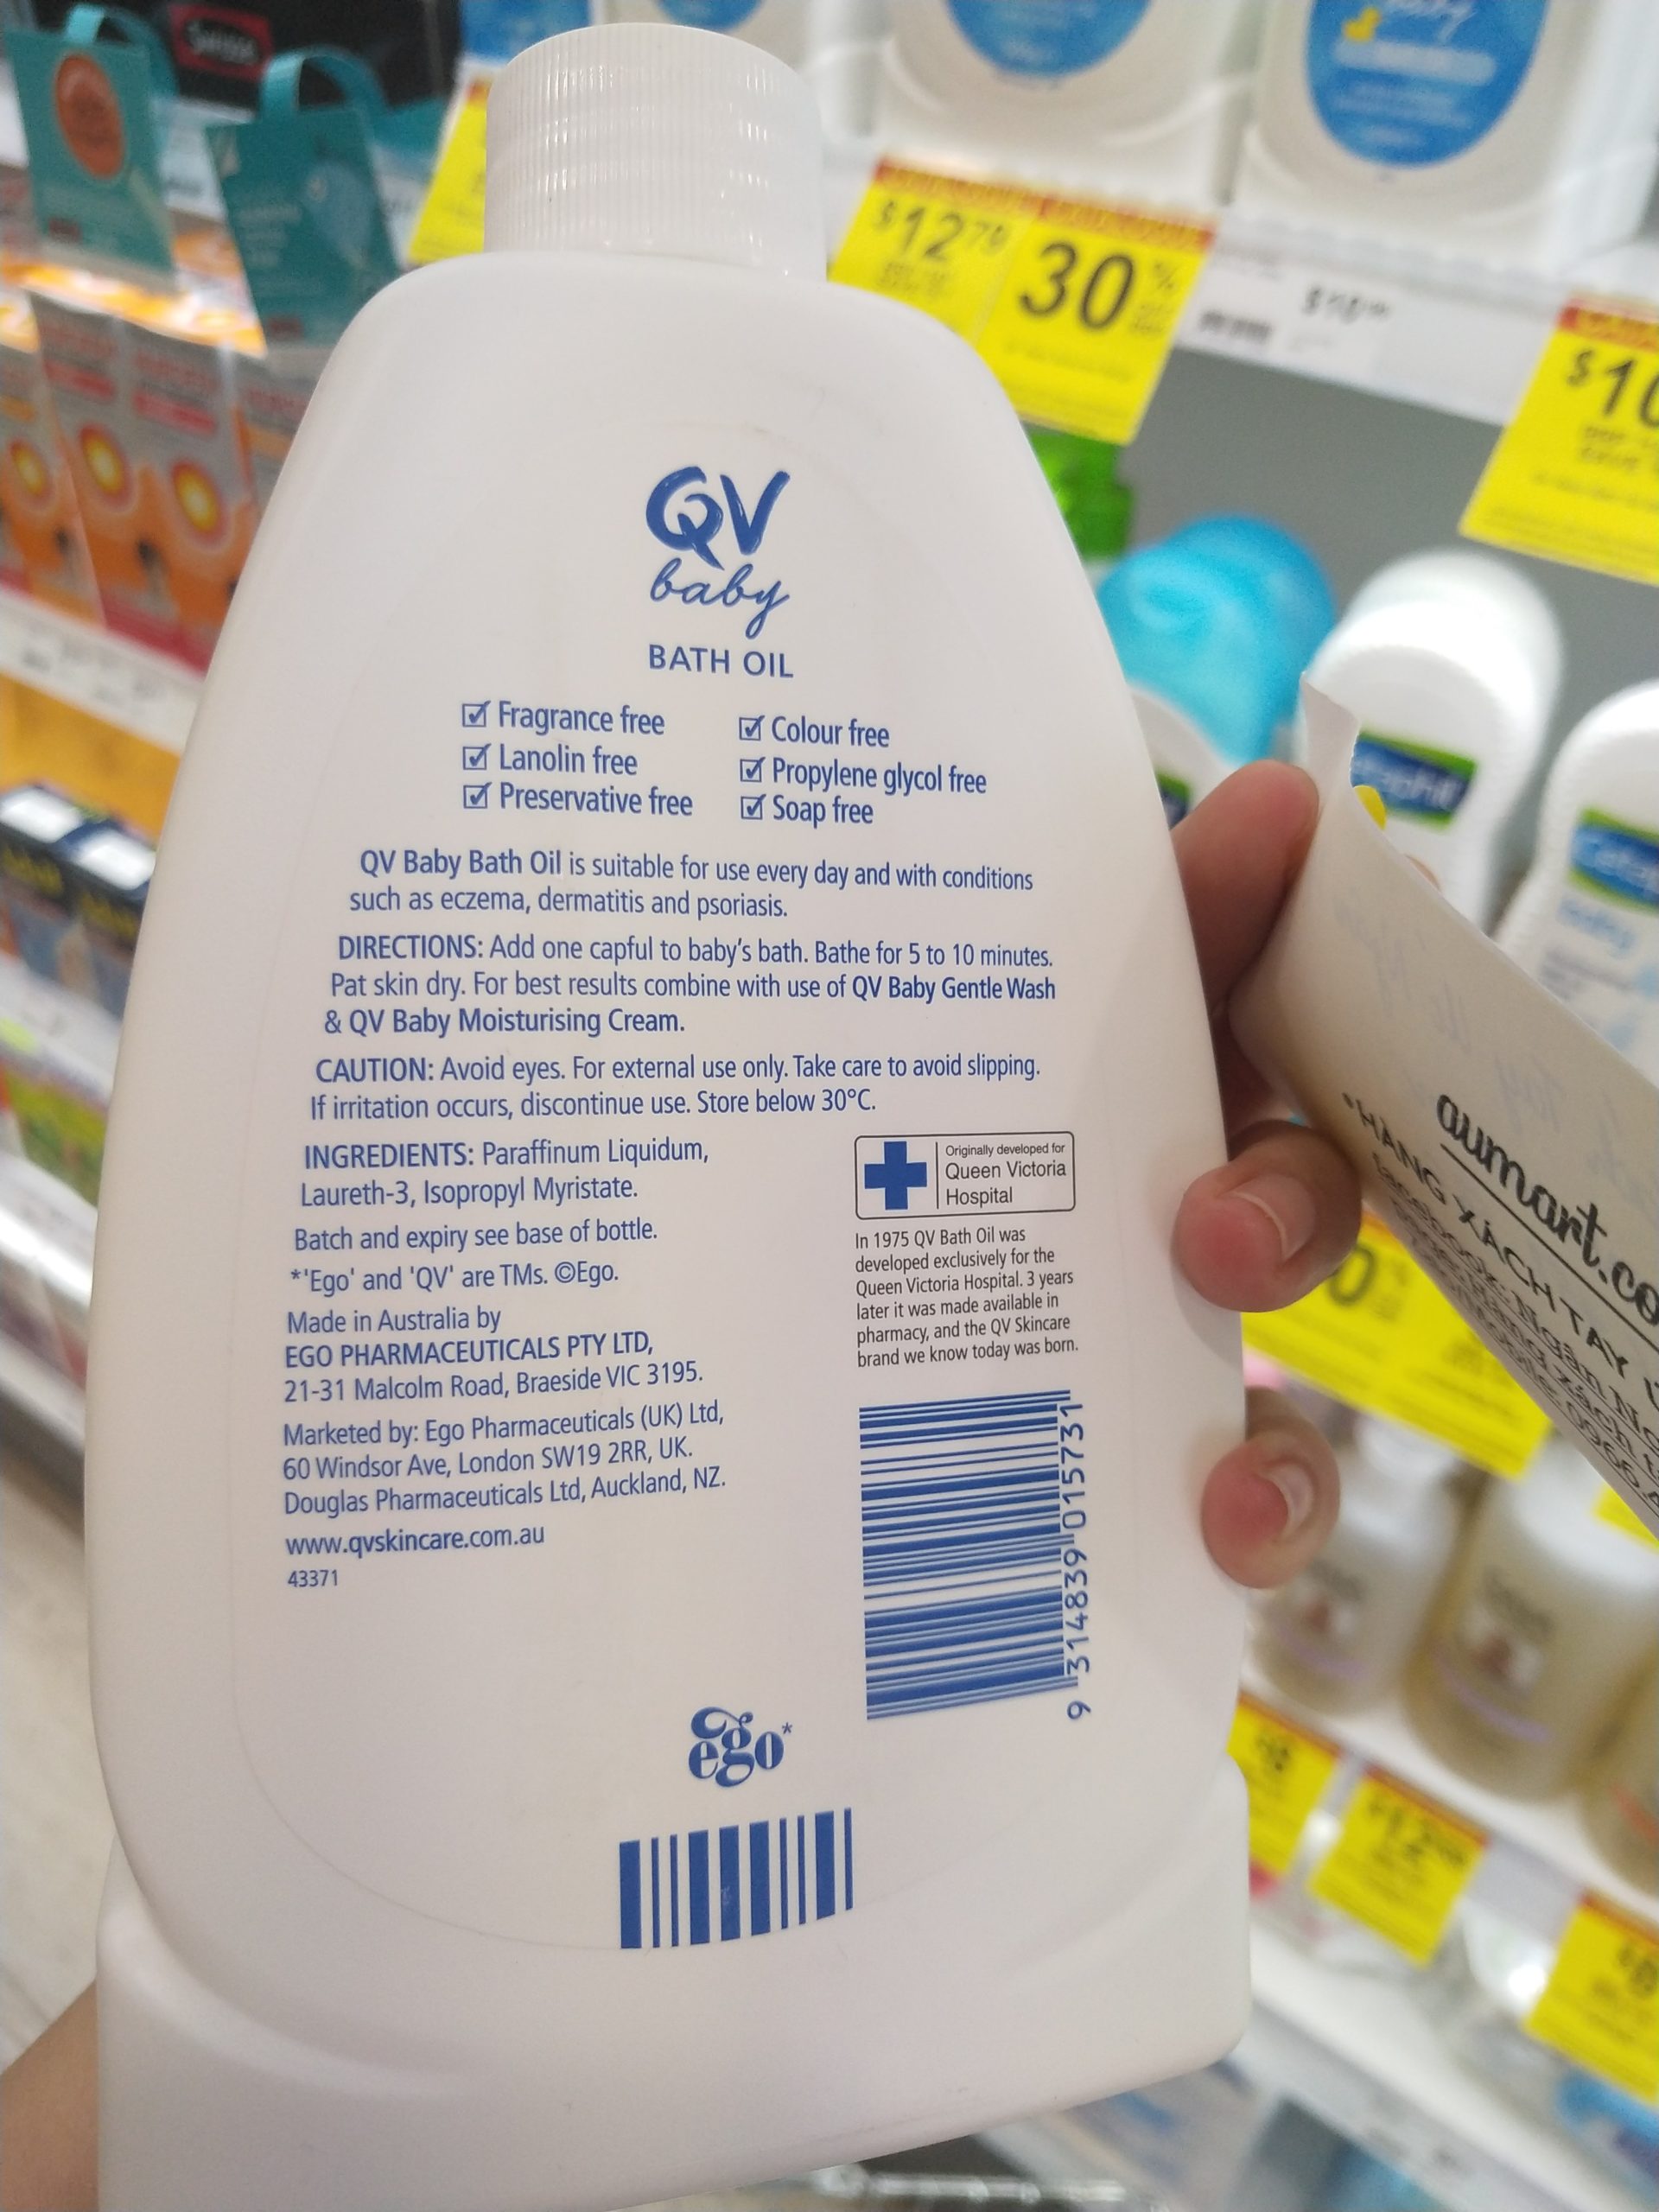 QV
baby
BATH OIL
Fragrance free
Lanolin free
Preservative free
Colour free
Propylene glycol free
Soap free
QV Baby Bath Oil is suitable for use every day and with conditions
such as eczema, dermatitis and psoriasis.
DIRECTIONS: Add one capful to baby's bath. Bathe for 5 to 10 minutes.
Pat skin dry. For best results combine with use of QV Baby Gentle Wash
& QV Baby Moisturising Cream.
CAUTION: Avoid eyes. For external use only. Take care to avoid slipping.
If irritation occurs, discontinue use. Store below 30°C.
INGREDIENTS: Paraffinum Liquidum,
Laureth-3, Isopropyl Myristate.
Batch and expiry see base of bottle.
*'Ego' and 'QV' are TMs. ©Ego.
Made in Australia by
EGO PHARMACEUTICALS PTY LTD,
21-31 Malcolm Road, Braeside VIC 3195.
Marketed by: Ego Pharmaceuticals (UK) Ltd,
60 Windsor Ave, London SW19 2RR, UK.
Douglas Pharmaceuticals Ltd, Auckland, NZ.
www.qvskincare.com.au
43371
Originally developed for
Queen Victoria
Hospital
In 1975 QV Bath Oil was
developed exclusively for the
Queen Victoria Hospital. 3 years
later it was made available in
pharmacy, and the QV Skincare
brand we know today was born.
9 314839 015731
ego*
$12.70
30%
aumart.co
*HÀNG XÁCH TAY
Swisse
baby